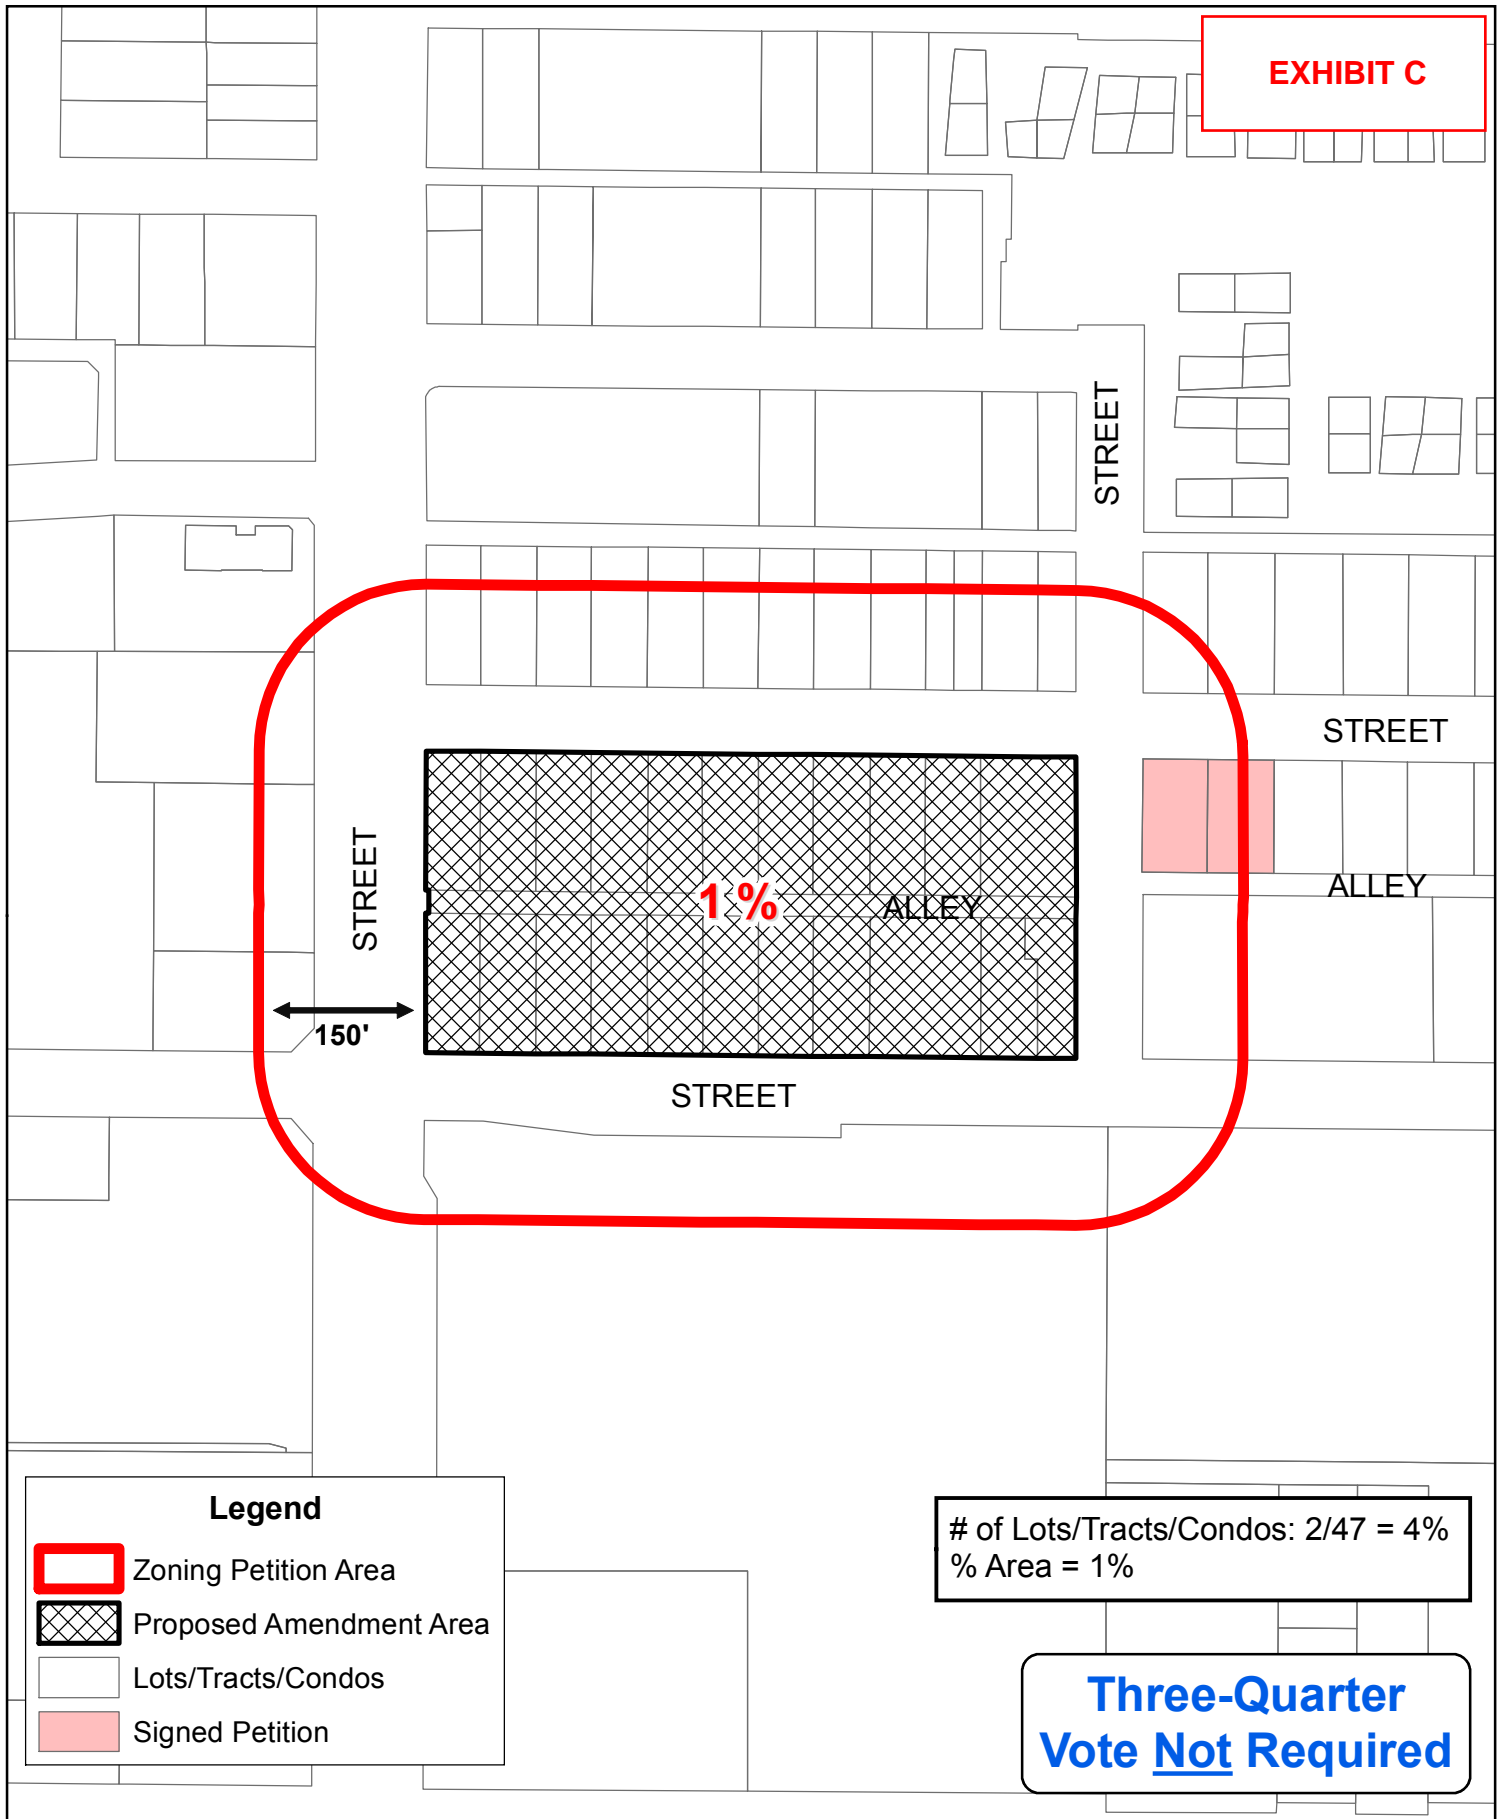 EXHIBIT C
STREET
STREET
STREET
1 %
ALLEY
ALLEY
150'
STREET
Legend
Zoning Petition Area
Proposed Amendment Area
Lots/Tracts/Condos
Signed Petition
# of Lots/Tracts/Condos: 2/47 = 4%
% Area = 1%
Three-Quarter
Vote Not Required